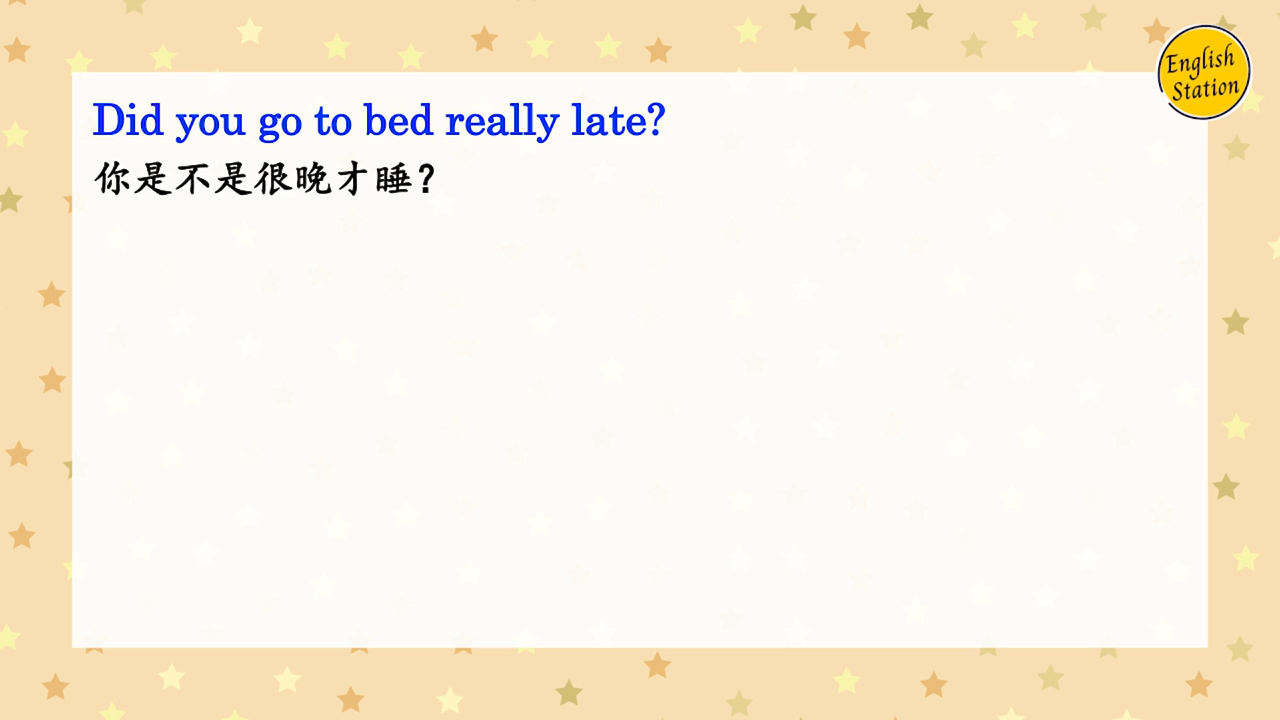 English
Station
Did you go to bed really late?
你是不是很晚才睡？